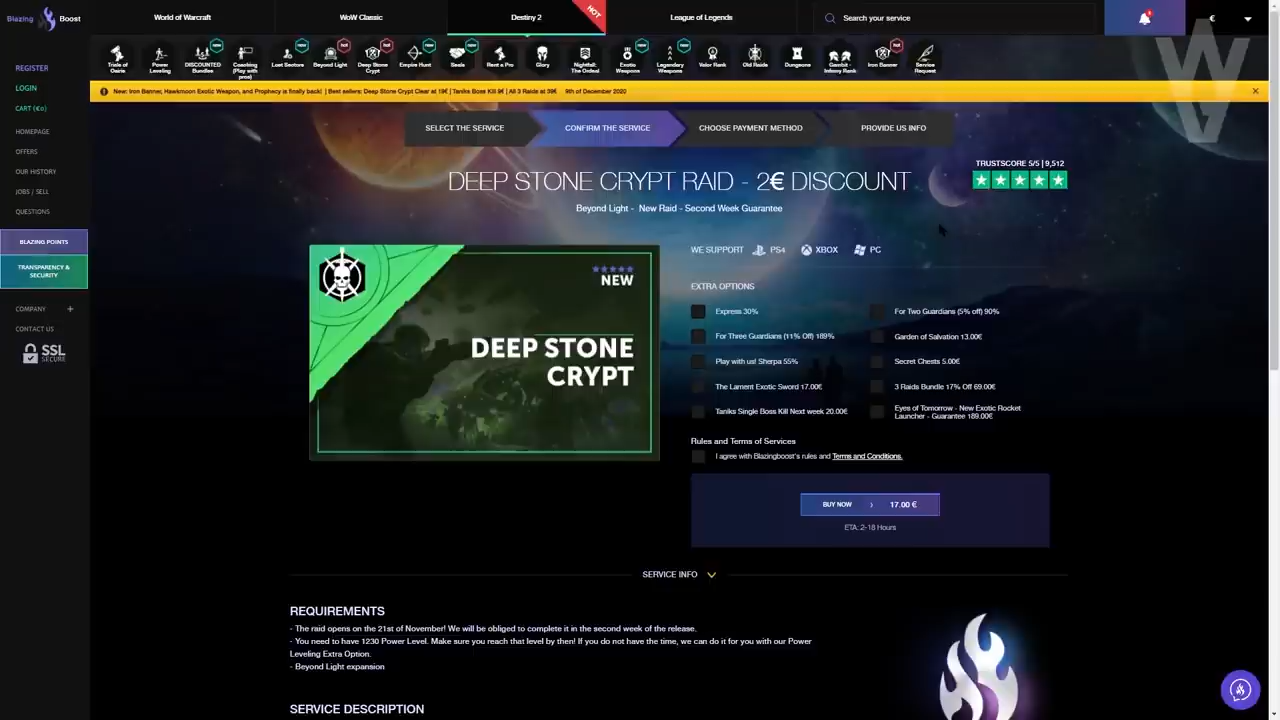 Blazing Boost
World of Warcraft
WoW Classic
Destiny 2
HOT
League of Legends
Search your service
€
Trials of Osiris
Power Leveling
DISCOUNTED Bundles
new
Coaching (Play with pros)
Lost Sectors
new
Beyond Light
hot
Deep Stone Crypt
hot
Empire Hunt
new
Seals
new
Rent a Pro
Glory
Nightfall: The Ordeal
Exotic Weapons
new
Legendary Weapons
new
Valor Rank
Old Raids
Dungeons
Gambit - Infamy Rank
Iron Banner
hot
Service Request
New: Iron Banner, Hawkmoon Exotic Weapon, and Prophecy is finally back! | Best sellers: Deep Stone Crypt Clear at 19€ | Taniks Boss Kill 9€ | All 3 Raids at 39€ 9th of December 2020
REGISTER
LOGIN
CART (€0)
HOMEPAGE
OFFERS
OUR HISTORY
JOBS / SELL
QUESTIONS
BLAZING POINTS
TRANSPARENCY &
SECURITY
COMPANY +
CONTACT US
SSL
SECURE
SELECT THE SERVICE
CONFIRM THE SERVICE
CHOOSE PAYMENT METHOD
PROVIDE US INFO
W
TRUSTSCORE 5/5 | 9,512
DEEP STONE CRYPT RAID - 2€ DISCOUNT
Beyond Light - New Raid - Second Week Guarantee
NEW
DEEP STONE
CRYPT
WE SUPPORT PS4 XBOX PC
EXTRA OPTIONS
Express 30%
For Two Guardians (5% off) 90%
For Three Guardians (11% Off) 189%
Garden of Salvation 13.00€
Play with us! Sherpa 55%
Secret Chests 5.00€
The Lament Exotic Sword 17.00€
3 Raids Bundle 17% Off 69.00€
Taniks Single Boss Kill Next week 20.00€
Eyes of Tomorrow - New Exotic Rocket
Launcher - Guarantee 189.00€
Rules and Terms of Services
I agree with Blazingboost's rules and Terms and Conditions.
BUY NOW 17.00 €
ETA: 2-18 Hours
SERVICE INFO
REQUIREMENTS
- The raid opens on the 21st of November! We will be obliged to complete it in the second week of the release.
- You need to have 1230 Power Level. Make sure you reach that level by then! If you do not have the time, we can do it for you with our Power
Leveling Extra Option.
- Beyond Light expansion
SERVICE DESCRIPTION